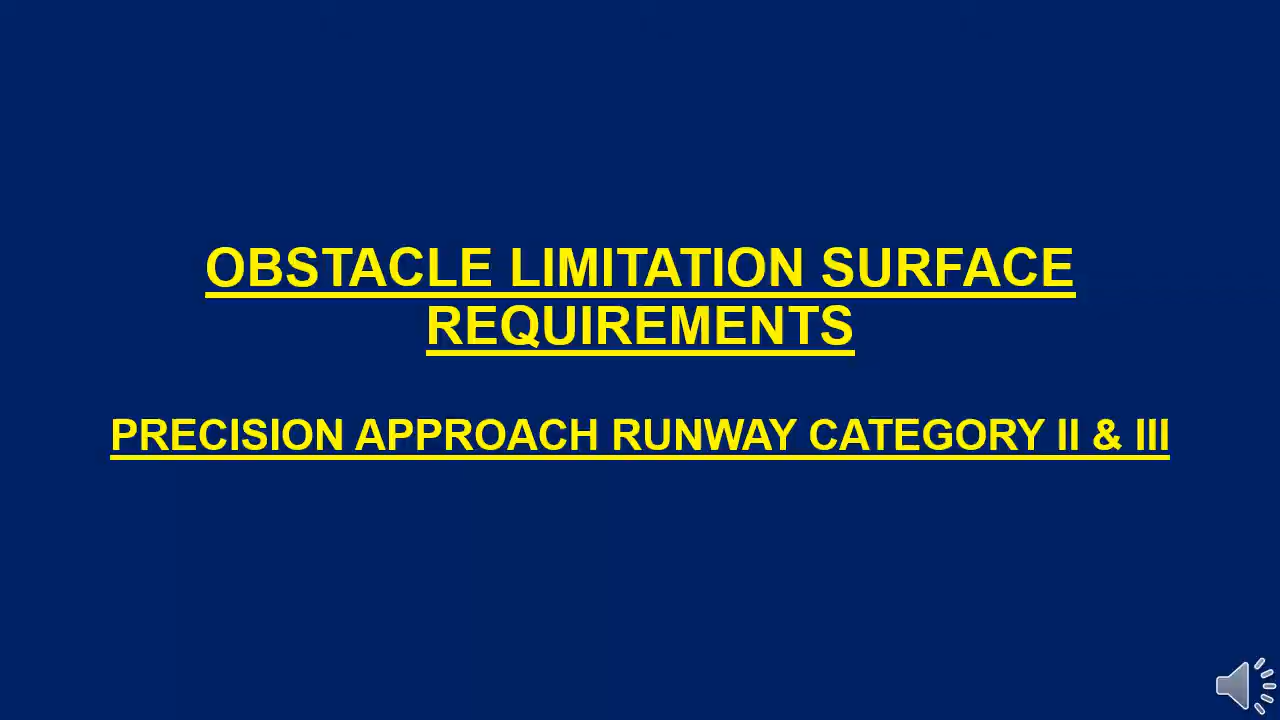 OBSTACLE LIMITATION SURFACE
REQUIREMENTS
PRECISION APPROACH RUNWAY CATEGORY II & III